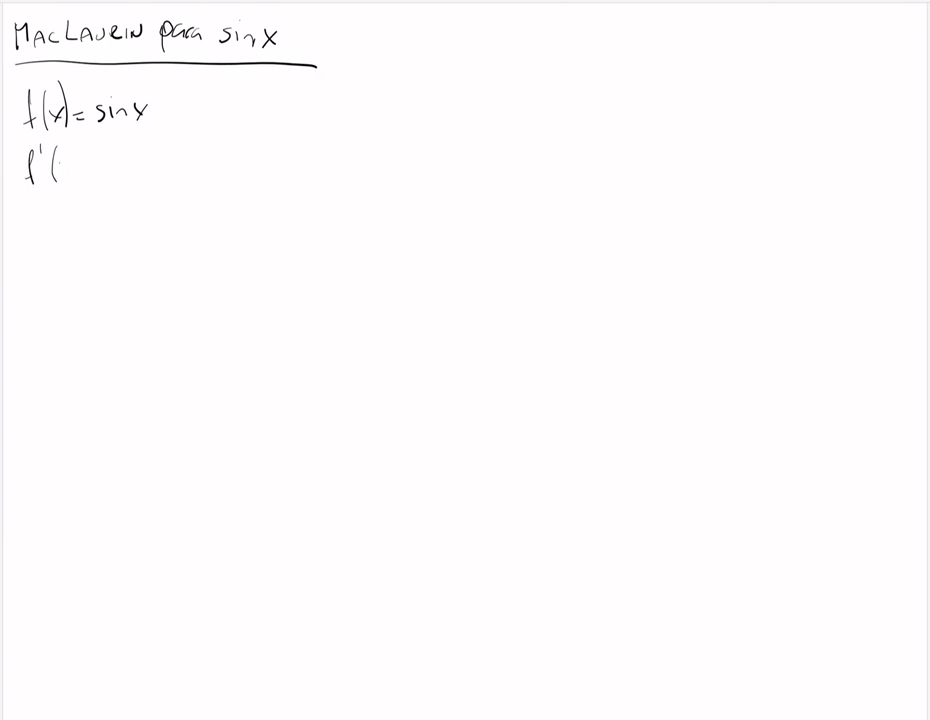 MACLAURIN para sin x
f(x) = sin x
f'(